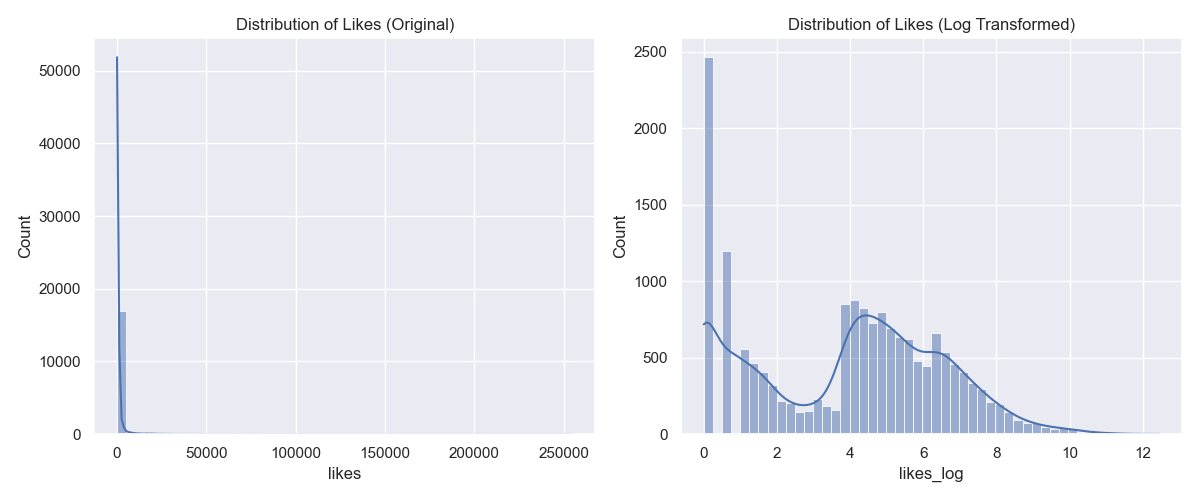 Distribution of Likes (Original)
Count
50000
40000
30000
20000
10000
0
0 50000 100000 150000 200000 250000
likes
Distribution of Likes (Log Transformed)
Count
2500
2000
1500
1000
500
0
0 2 4 6 8 10 12
likes_log